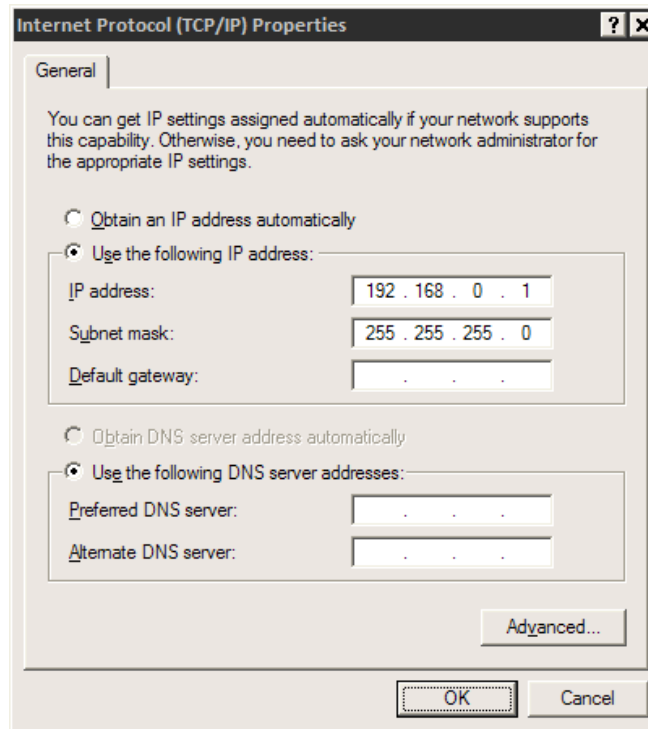 Internet Protocol (TCP/IP) Properties
General
You can get IP settings assigned automatically if your network supports
this capability. Otherwise, you need to ask your network administrator for
the appropriate IP settings.
Obtain an IP address automatically
Use the following IP address:
IP address: 192 . 168 . 0 . 1
Subnet mask: 255 . 255 . 255 . 0
Default gateway: . . .
Obtain DNS server address automatically
Use the following DNS server addresses:
Preferred DNS server: . . .
Alternate DNS server: . . .
Advanced...
OK Cancel